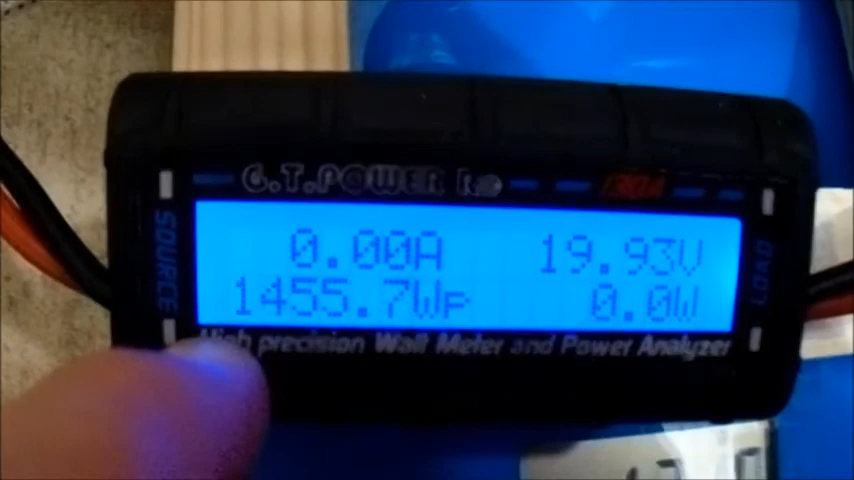 G.T.POWER RC 130A
SOURCE
0.00A 19.93V
1455.7Wp 0.0W
LOAD
High precision Watt Meter and Power Analyzer